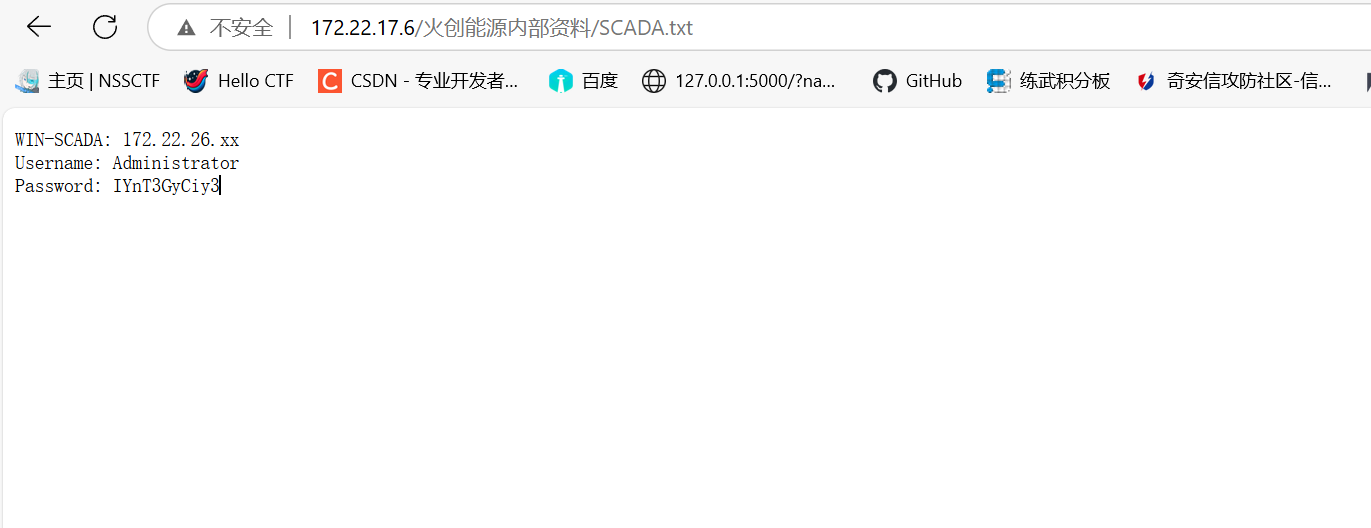 不安全 172.22.17.6/火创能源内部资料/SCADA.txt
主页 | NSSCTF Hello CTF CSDN - 专业开发者... 百度 127.0.0.1:5000/?na... GitHub 练武积分板 奇安信攻防社区-信...
WIN-SCADA: 172.22.26.xx
Username: Administrator
Password: IYnT3GyCiy3